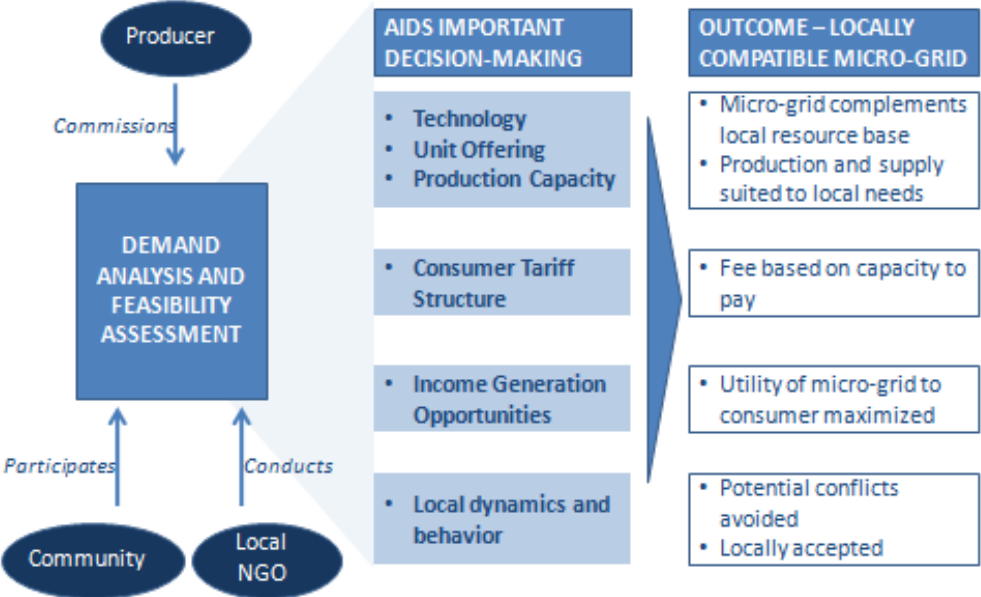 Producer
Commissions
DEMAND
ANALYSIS AND
FEASIBILITY
ASSESSMENT
Participates
Conducts
Community
Local
NGO
AIDS IMPORTANT
DECISION-MAKING
• Technology
• Unit Offering
• Production Capacity
• Consumer Tariff
Structure
• Income Generation
Opportunities
• Local dynamics and
behavior
OUTCOME – LOCALLY
COMPATIBLE MICRO-GRID
• Micro-grid complements
local resource base
• Production and supply
suited to local needs
• Fee based on capacity to
pay
• Utility of micro-grid to
consumer maximized
• Potential conflicts
avoided
• Locally accepted